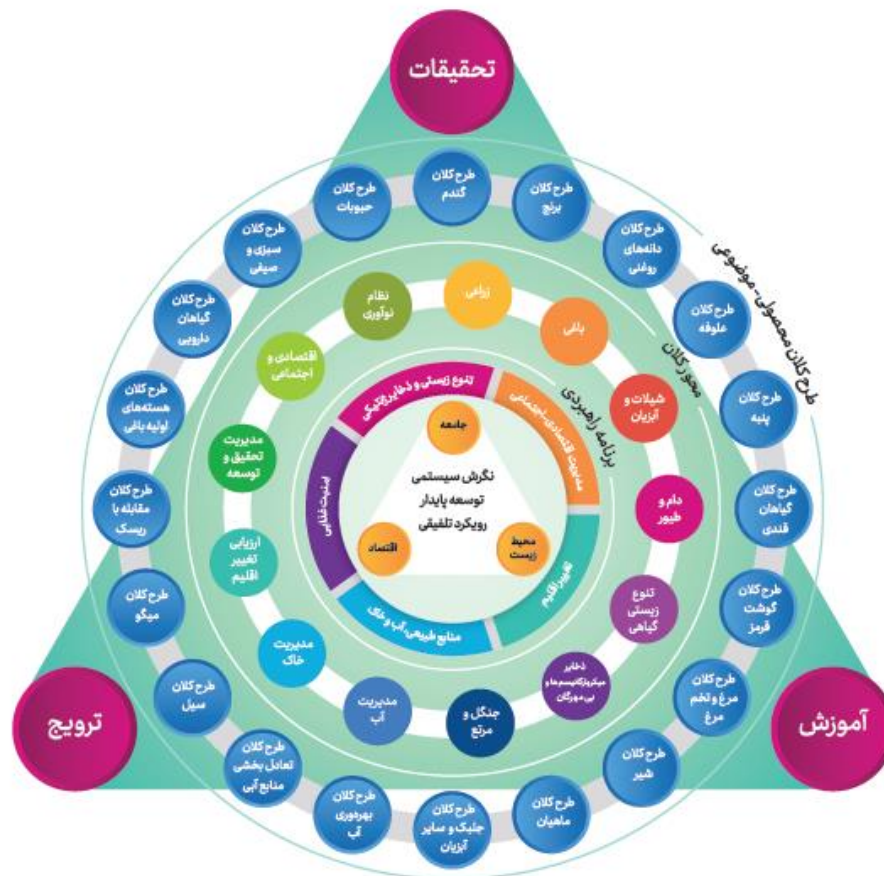 تحقیقات
طرح کلان
گندم
طرح کلان
برنج
طرح کلان
دانه‌های
روغنی
طرح کلان
علوفه
طرح کلان
پنبه
طرح کلان
گیاهان
قندی
طرح کلان
گوشت
قرمز
طرح کلان
مرغ و تخم
مرغ
طرح کلان
شیر
طرح کلان
ماهیان
طرح کلان
جلبک و سایر
آبزیان
طرح کلان
بهره‌وری
آب
طرح کلان
تعادل بخشی
منابع آبی
طرح کلان
سیل
طرح کلان
میگو
طرح کلان
مقابله با
ریسک
طرح کلان
هسته‌های
اولیه باغی
طرح کلان
گیاهان
دارویی
طرح کلان
سبزی و
صیفی
طرح کلان
حبوبات
طرح کلان محصولی-موضوعی
محور کلان
برنامه راهبردی
زراعی
باغی
شیلات و
آبزیان
دام و
طیور
تنوع
زیستی
گیاهی
ذخایر
میکروارگانیسم‌ها و
بی مهرگان
جنگل و
مرتع
مدیریت
آب
مدیریت
خاک
ارزیابی
تغییر
اقلیم
مدیریت
تحقیق و
توسعه
اقتصادی و
اجتماعی
نظام
نوآوری
تنوع زیستی و ذخایر ژنتیکی
مدیریت اقتصادی-اجتماعی
تغییر اقلیم
منابع طبیعی، آب و خاک
امنیت غذایی
جامعه
نگرش سیستمی
توسعه پایدار
رویکرد تلفیقی
محیط
زیست
اقتصاد
آموزش
ترویج